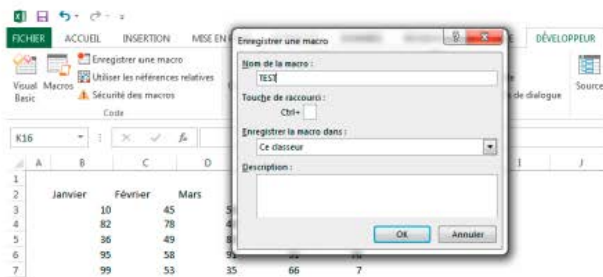 FICHIER ACCUEIL INSERTION MISE EN DÉVELOPPEUR
Enregistrer une macro
Utiliser les références relatives
Sécurité des macros
Visual Basic
Macros
Code
de dialogue
Source
Enregistrer une macro
Nom de la macro :
TEST
Touche de raccourci :
Ctrl+
Enregistrer la macro dans :
Ce classeur
Description :
OK Annuler
K16
fx
A B C D I J
1
2 Janvier Février Mars
3 10 45
4 82 78
5 36 49
6 95 58
7 99 53 35 66 7